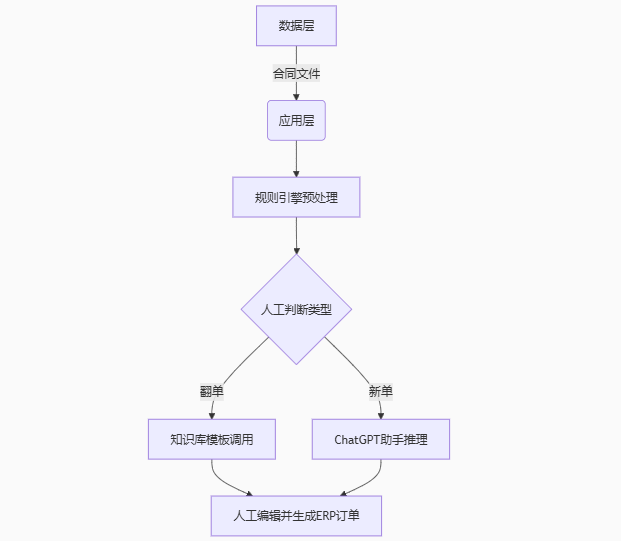 数据层
合同文件
应用层
规则引擎预处理
人工判断类型
翻单
新单
知识库模板调用
ChatGPT助手推理
人工编辑并生成ERP订单